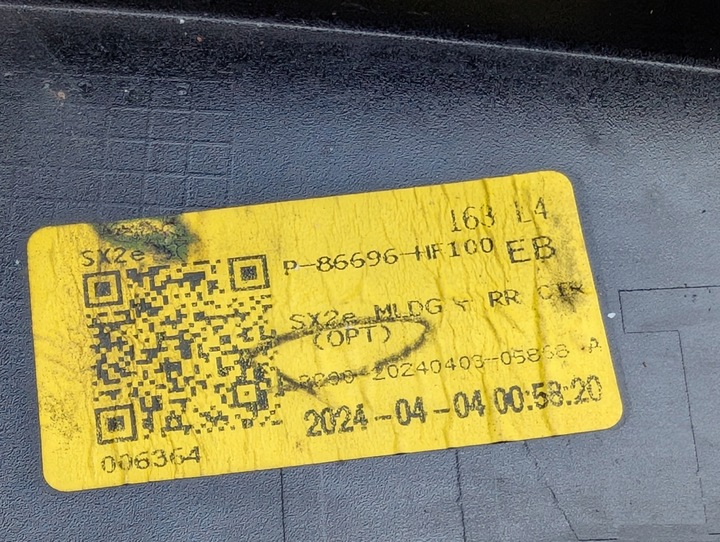 163 L4
SX2e
P-86696-HF100 EB
SX2e MLDG - RR CTR
(OPT)
-20240403-05868 A
2024-04-04 00:58:20
006364